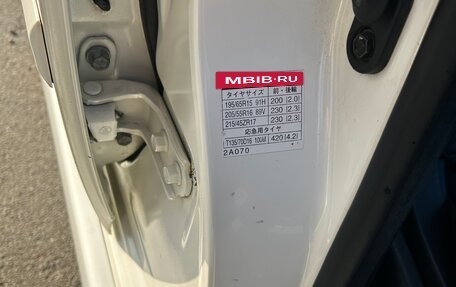 MBIB·RU
タイヤサイズ 前・後輪
195/65R15 91H 200 (2.0)
205/55R16 89V 230 (2.3)
215/45ZR17 230 (2.3)
応急用タイヤ
T135/70D16 100M 420 (4.2)
2A070